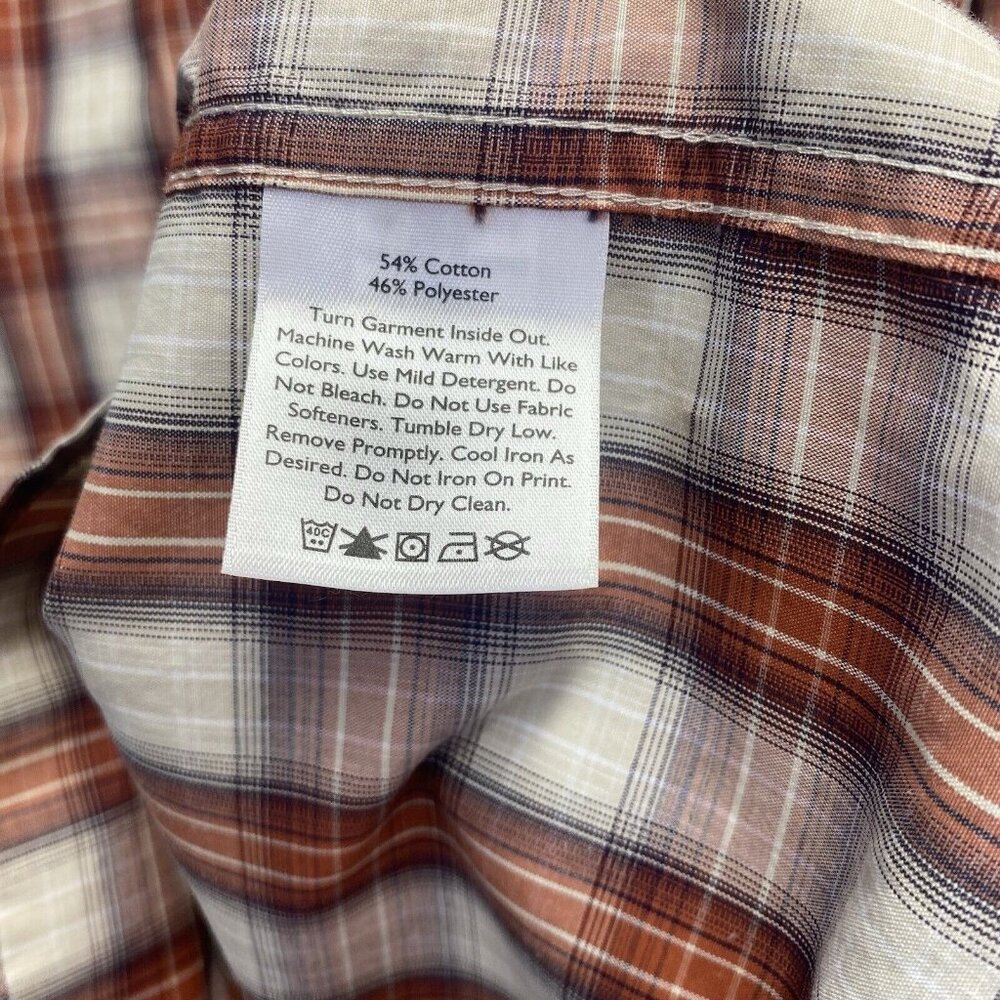 54% Cotton
46% Polyester
Turn Garment Inside Out.
Machine Wash Warm With Like
Colors. Use Mild Detergent. Do
Not Bleach. Do Not Use Fabric
Softeners. Tumble Dry Low.
Remove Promptly. Cool Iron As
Desired. Do Not Iron On Print.
Do Not Dry Clean.
40C